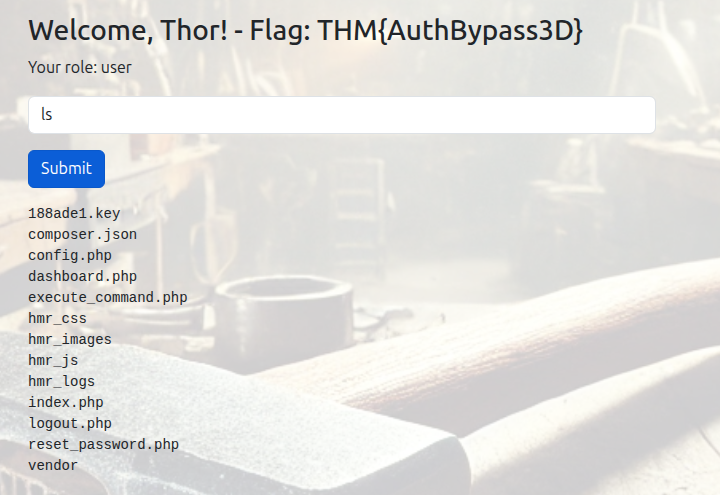 Welcome, Thor! - Flag: THM{AuthBypass3D}
Your role: user
ls
Submit
188ade1.key
composer.json
config.php
dashboard.php
execute_command.php
hmr_css
hmr_images
hmr_js
hmr_logs
index.php
logout.php
reset_password.php
vendor